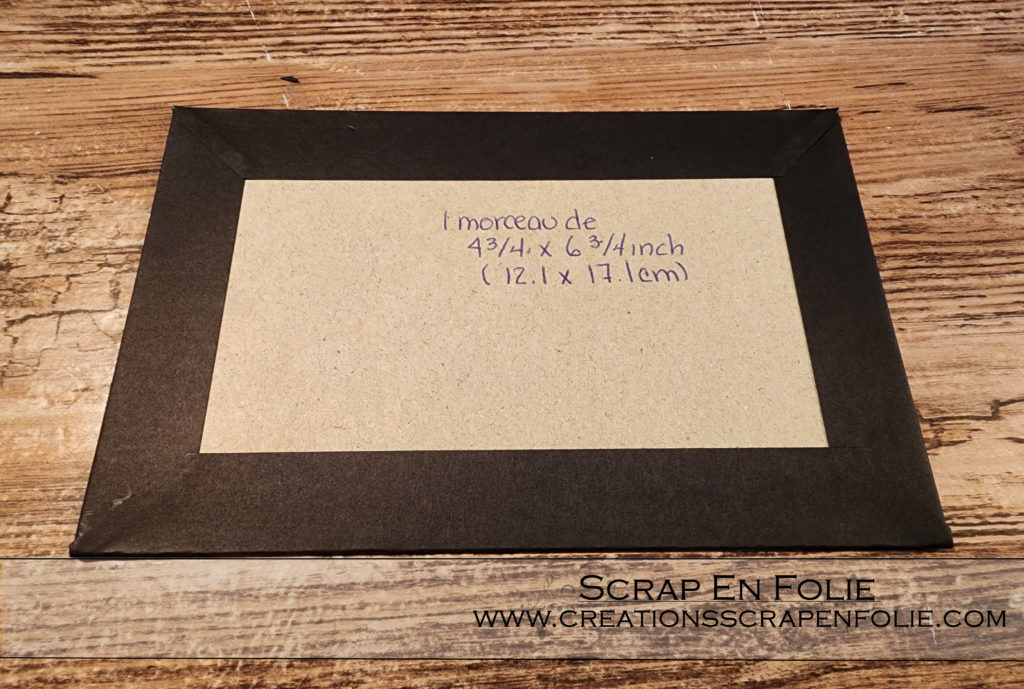 1 morceau de
4 3/4 x 6 3/4 inch
(12.1 x 17.1cm)
Scrap En Folie
www.creationsscrapenfolie.com